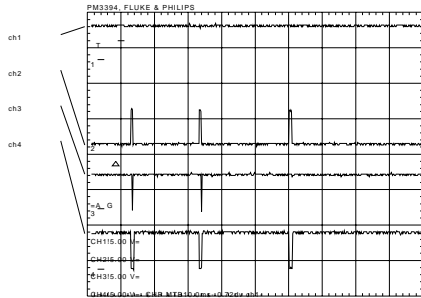 PM3394, FLUKE & PHILIPS
ch1
T
1
ch2
2
ch3
3
ch4
CH1!5.00 V=
CH2!5.00 V=
CH3!5.00 V=